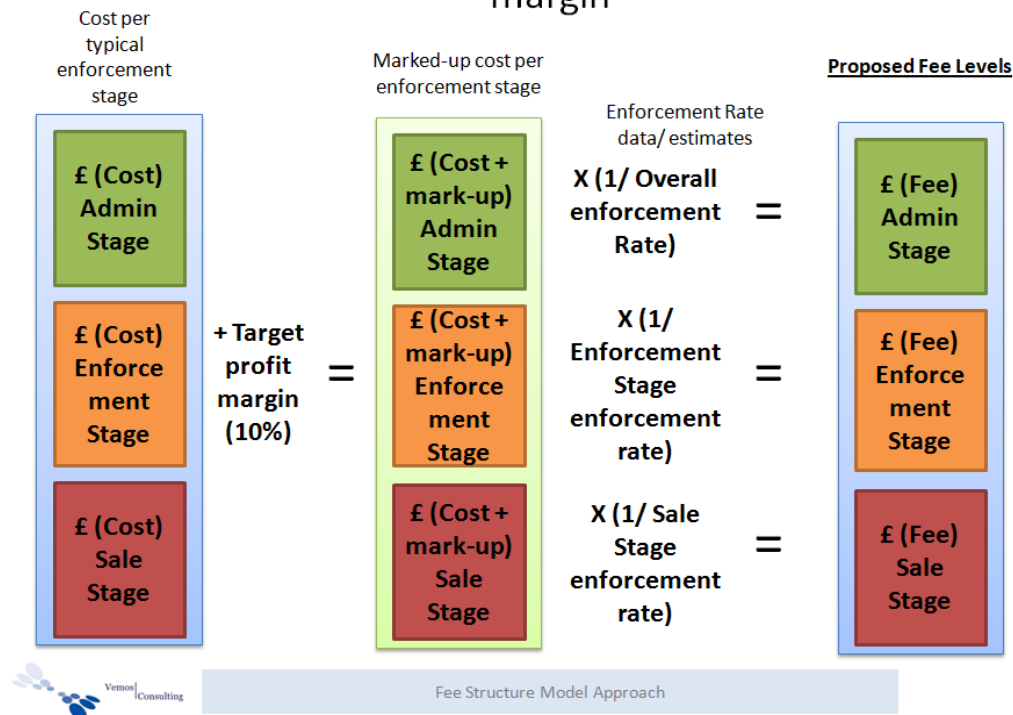 margin
Cost per
typical
enforcement
stage
£ (Cost)
Admin
Stage
£ (Cost)
Enforce
ment
Stage
£ (Cost)
Sale
Stage
+ Target
profit
margin
(10%)
=
Marked-up cost per
enforcement stage
£ (Cost +
mark-up)
Admin
Stage
£ (Cost +
mark-up)
Enforce
ment
Stage
£ (Cost +
mark-up)
Sale
Stage
Enforcement Rate
data/ estimates
X (1/ Overall
enforcement
Rate)
=
X (1/
Enforcement
Stage
enforcement
rate)
=
X (1/ Sale
Stage
enforcement
rate)
=
Proposed Fee Levels
£ (Fee)
Admin
Stage
£ (Fee)
Enforce
ment
Stage
£ (Fee)
Sale
Stage
Vemos
Consulting
Fee Structure Model Approach